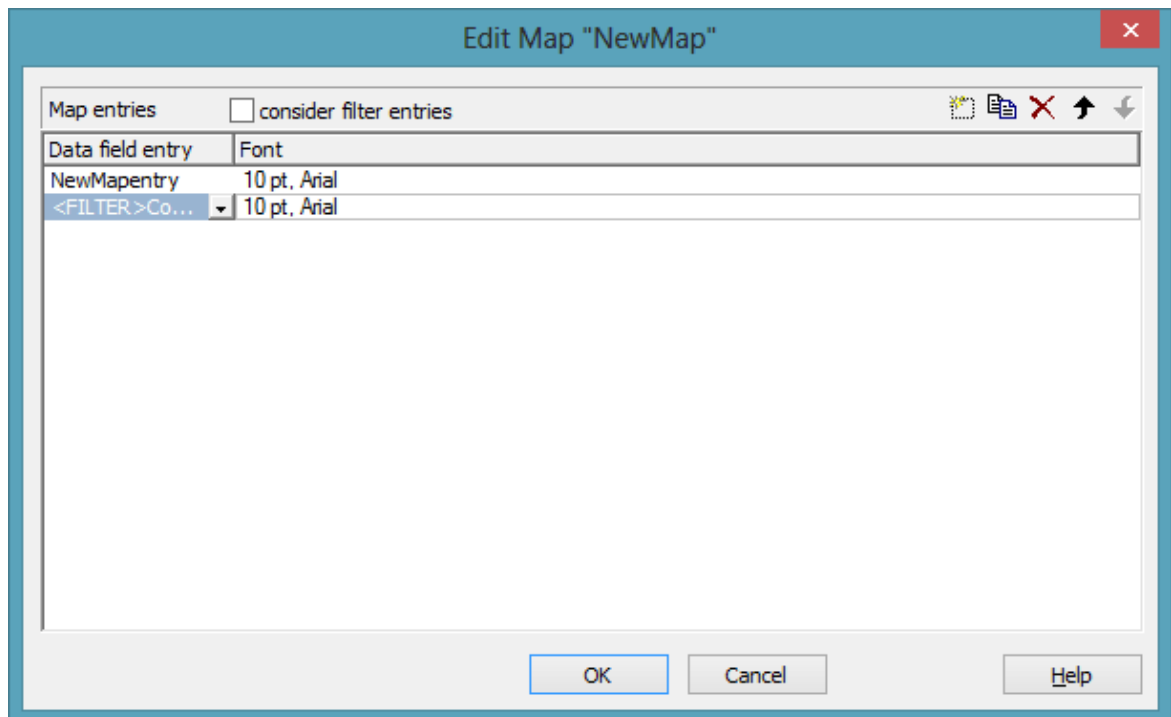 Edit Map "NewMap"
Map entries consider filter entries
Data field entry Font
NewMapentry 10 pt, Arial
<FILTER>Co... 10 pt, Arial
OK Cancel Help